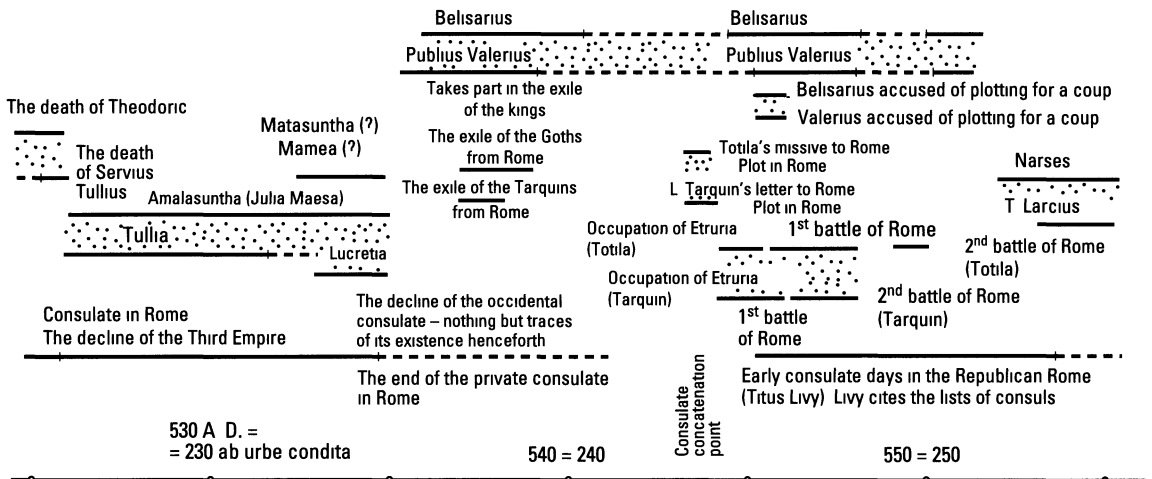 Belisarius
Belisarius
Publius Valerius
Publius Valerius
The death of Theodoric
Takes part in the exile
of the kings
Belisarius accused of plotting for a coup
Valerius accused of plotting for a coup
Matasuntha (?)
Mamea (?)
The death
of Servius
Tullius
The exile of the Goths
from Rome
Totila's missive to Rome
Plot in Rome
Narses
Amalasuntha (Julia Maesa)
The exile of the Tarquins
from Rome
L Tarquin's letter to Rome
Plot in Rome
T Larcius
Tullia
Lucretia
Occupation of Etruria
(Totila)
1st battle of Rome
2nd battle of Rome
(Totila)
Occupation of Etruria
(Tarquin)
2nd battle of Rome
(Tarquin)
1st battle
of Rome
Consulate in Rome
The decline of the Third Empire
The decline of the occidental
consulate – nothing but traces
of its existence henceforth
The end of the private consulate
in Rome
Consulate
concatenation
point
Early consulate days in the Republican Rome
(Titus Livy) Livy cites the lists of consuls
530 A D. =
= 230 ab urbe condita
540 = 240
550 = 250